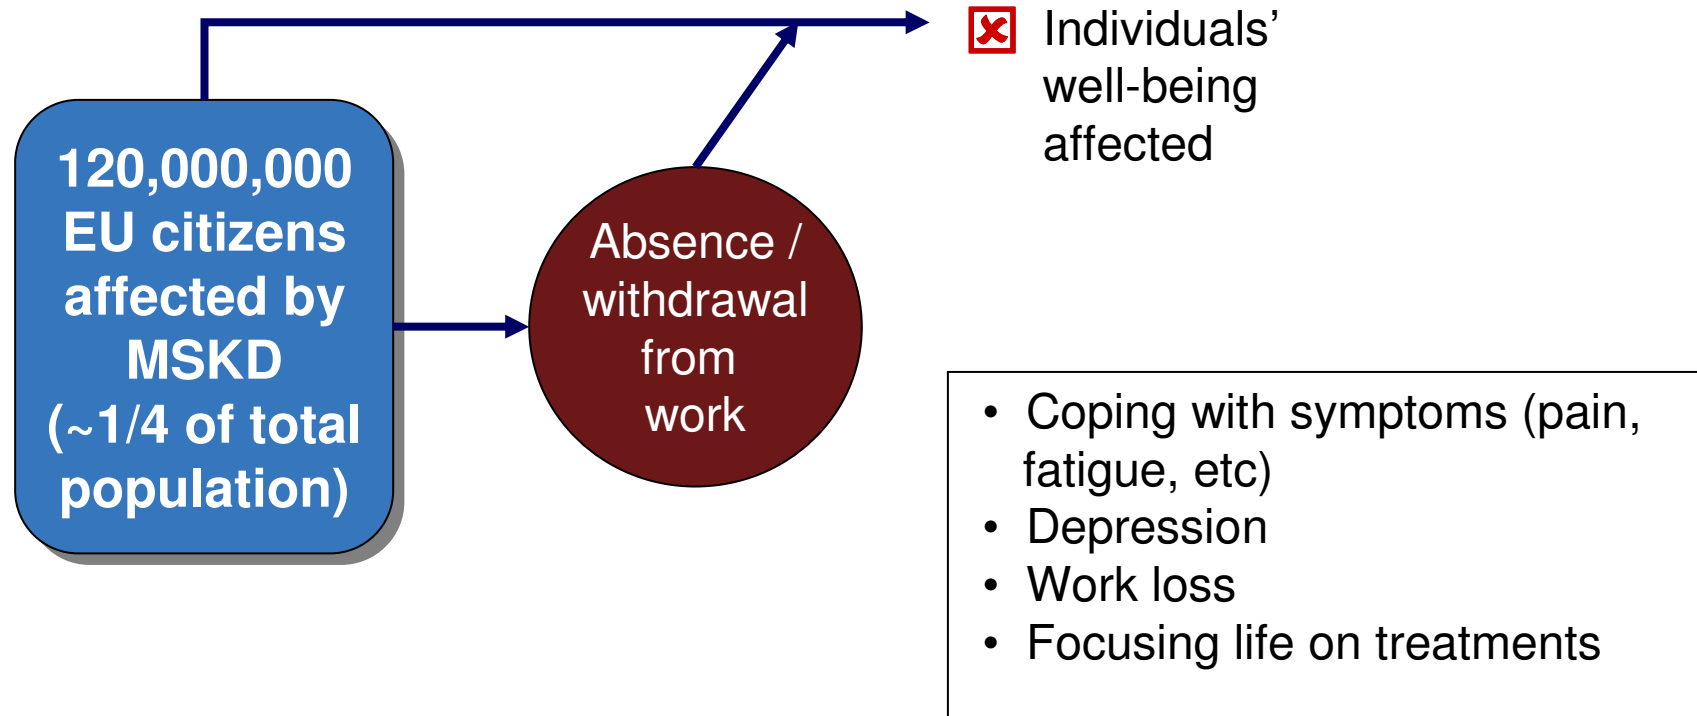 Individuals’
well-being
affected
120,000,000
EU citizens
affected by
MSKD
(~1/4 of total
population)
Absence /
withdrawal
from
work
• Coping with symptoms (pain,
fatigue, etc)
• Depression
• Work loss
• Focusing life on treatments